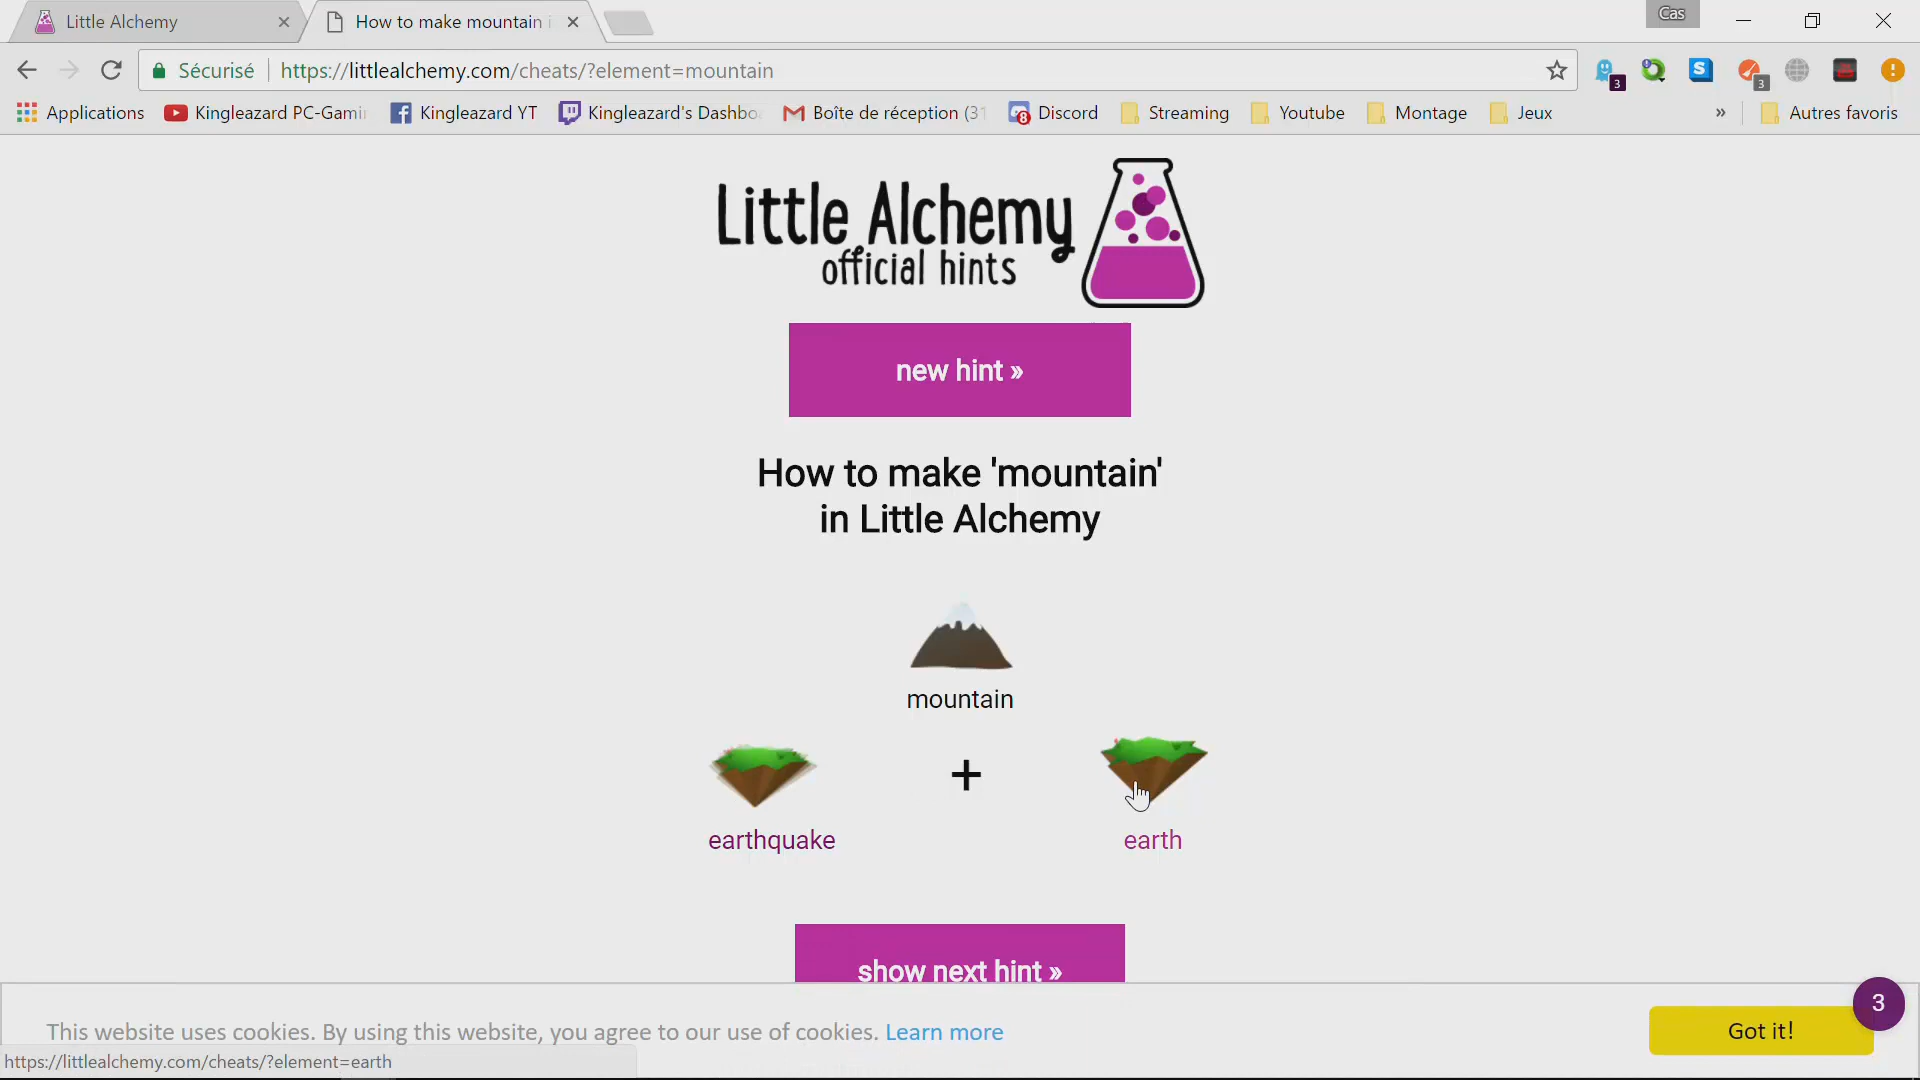 Little Alchemy
How to make mountain
Cas
Sécurisé
https://littlealchemy.com/cheats/?element=mountain
3
S
3
Applications
Kingleazard PC-Gami
Kingleazard YT
Kingleazard's Dashbo
Boîte de réception (31
8
Discord
Streaming
Youtube
Montage
Jeux
»
Autres favoris
Little Alchemy
official hints
new hint »
How to make 'mountain'
in Little Alchemy
mountain
+
earthquake
earth
show next hint »
3
This website uses cookies. By using this website, you agree to our use of cookies. Learn more
Got it!
https://littlealchemy.com/cheats/?element=earth